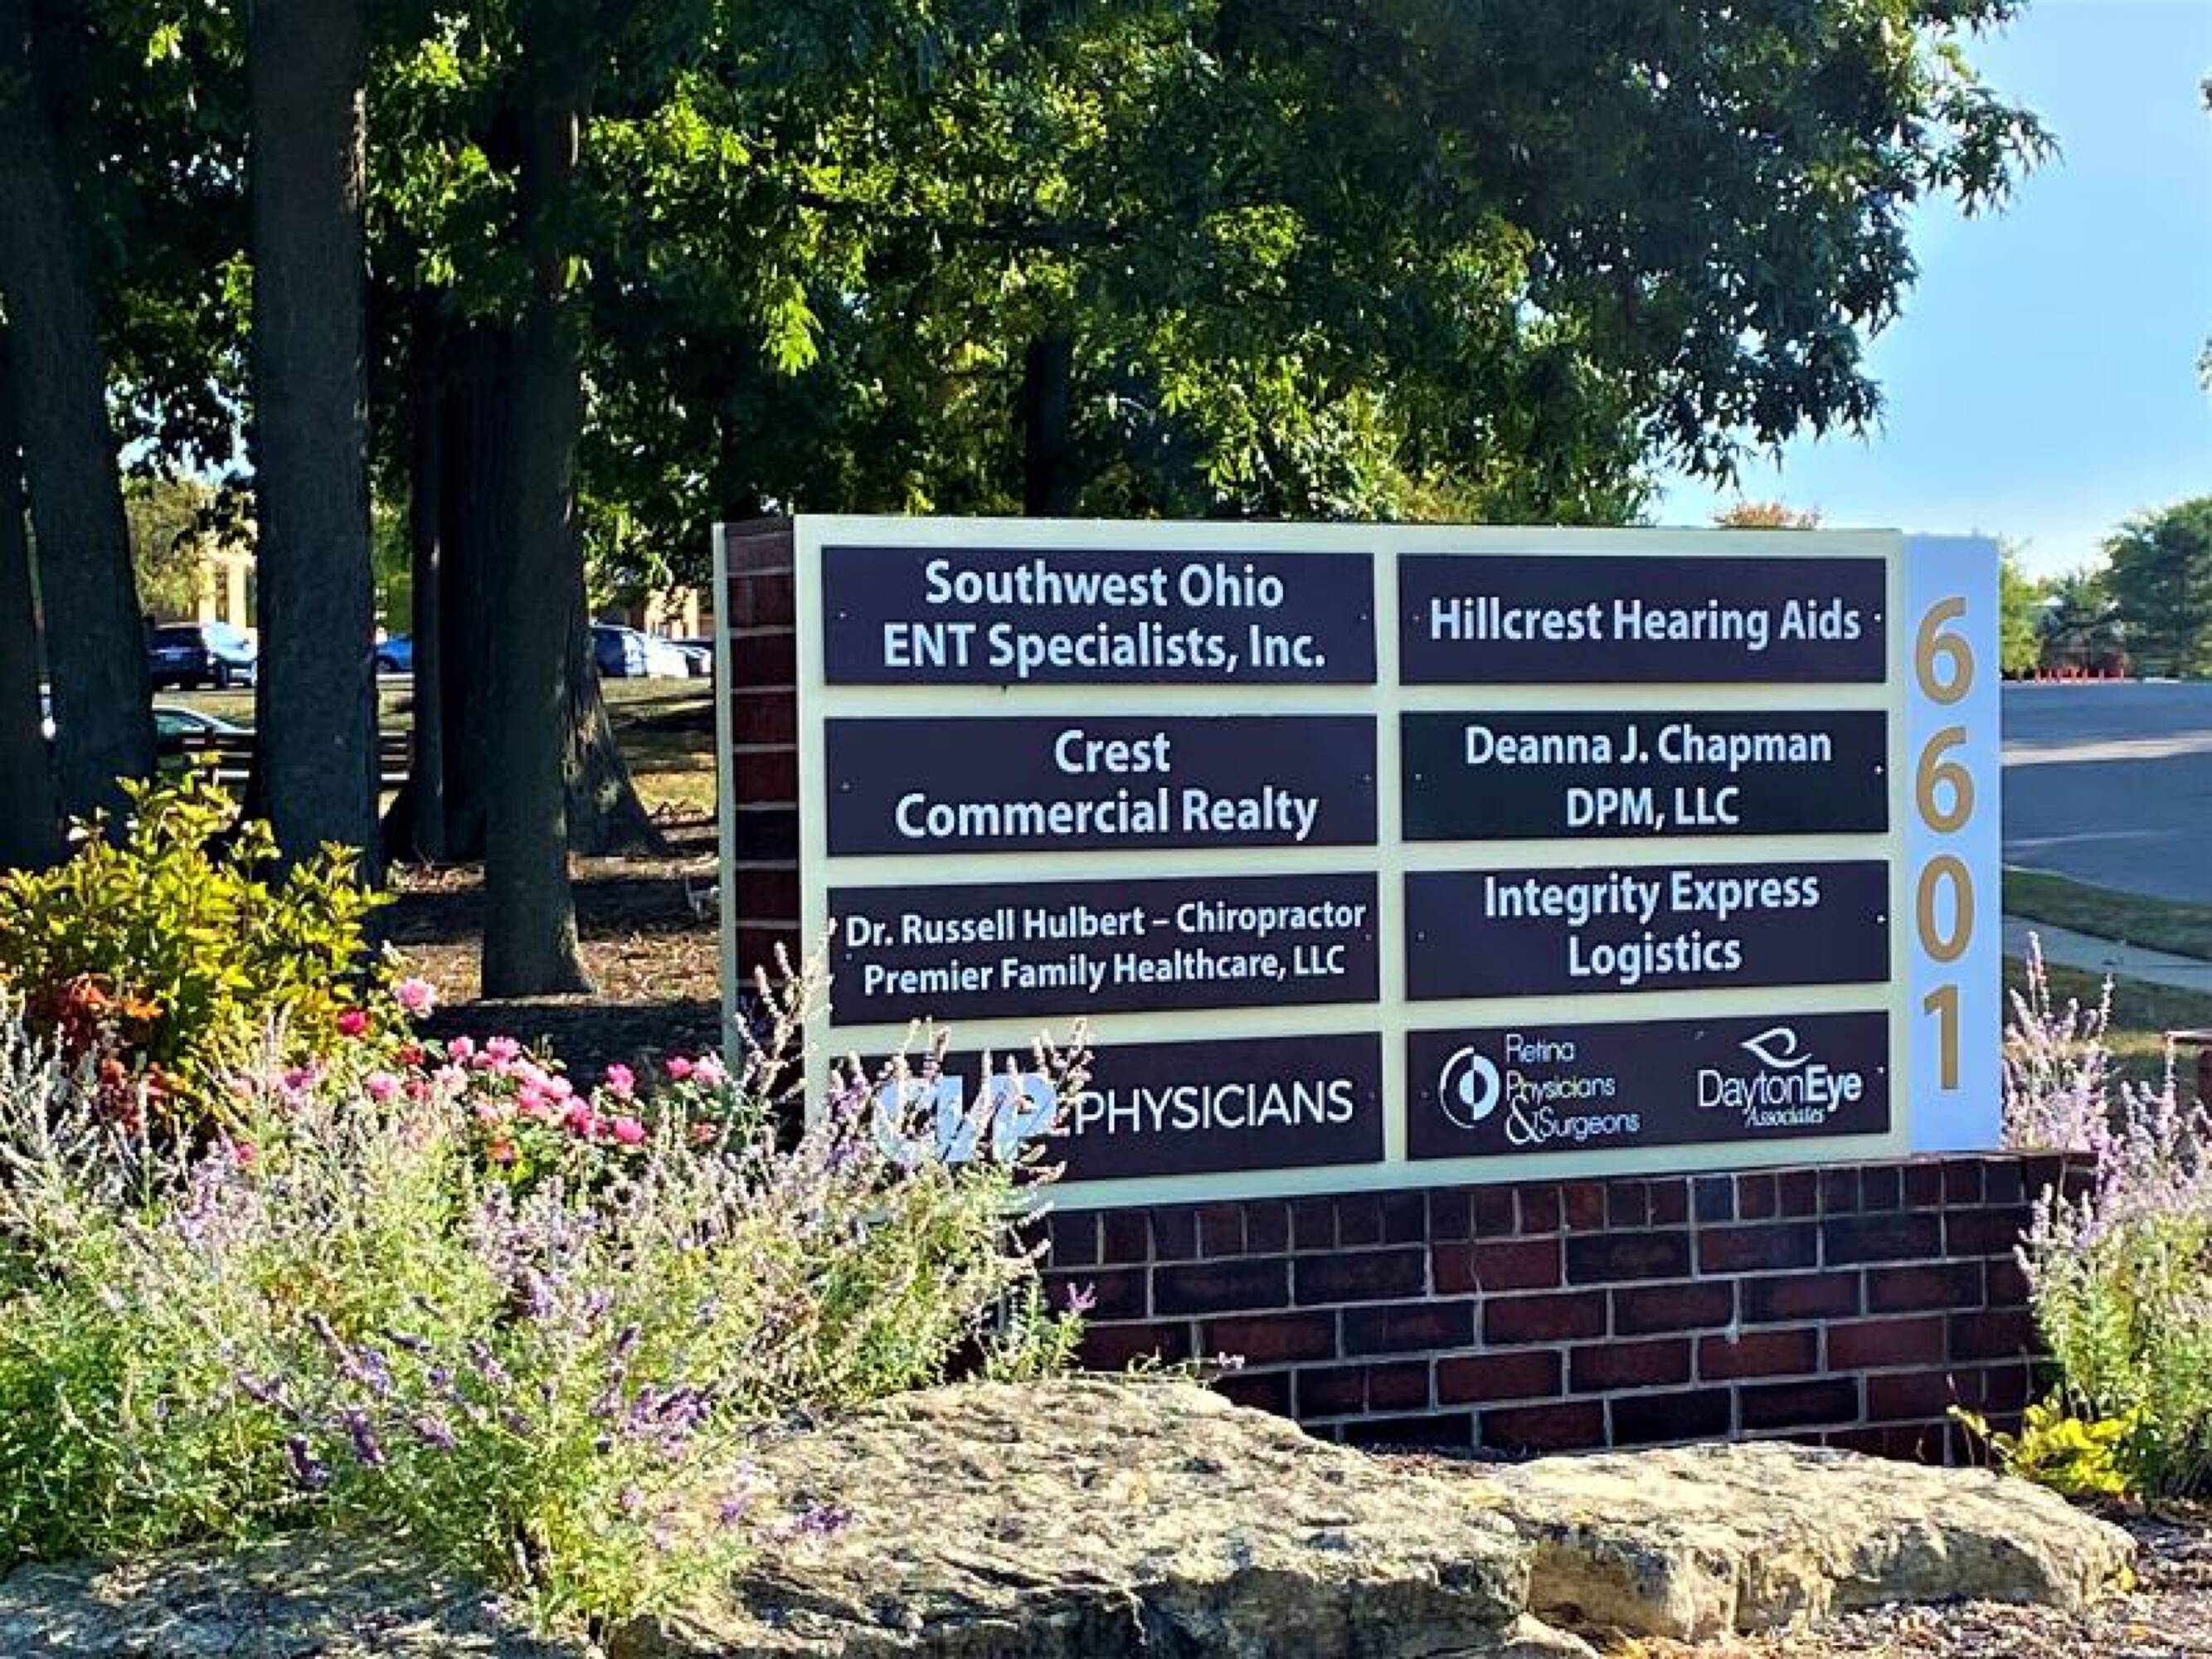 Southwest Ohio
ENT Specialists, Inc.
Hillcrest Hearing Aids
Crest
Commercial Realty
Deanna J. Chapman
DPM, LLC
Dr. Russell Hulbert – Chiropractor
Premier Family Healthcare, LLC
Integrity Express
Logistics
CVP PHYSICIANS
Retina
Physicians
&Surgeons
DaytonEye
Associates
6601